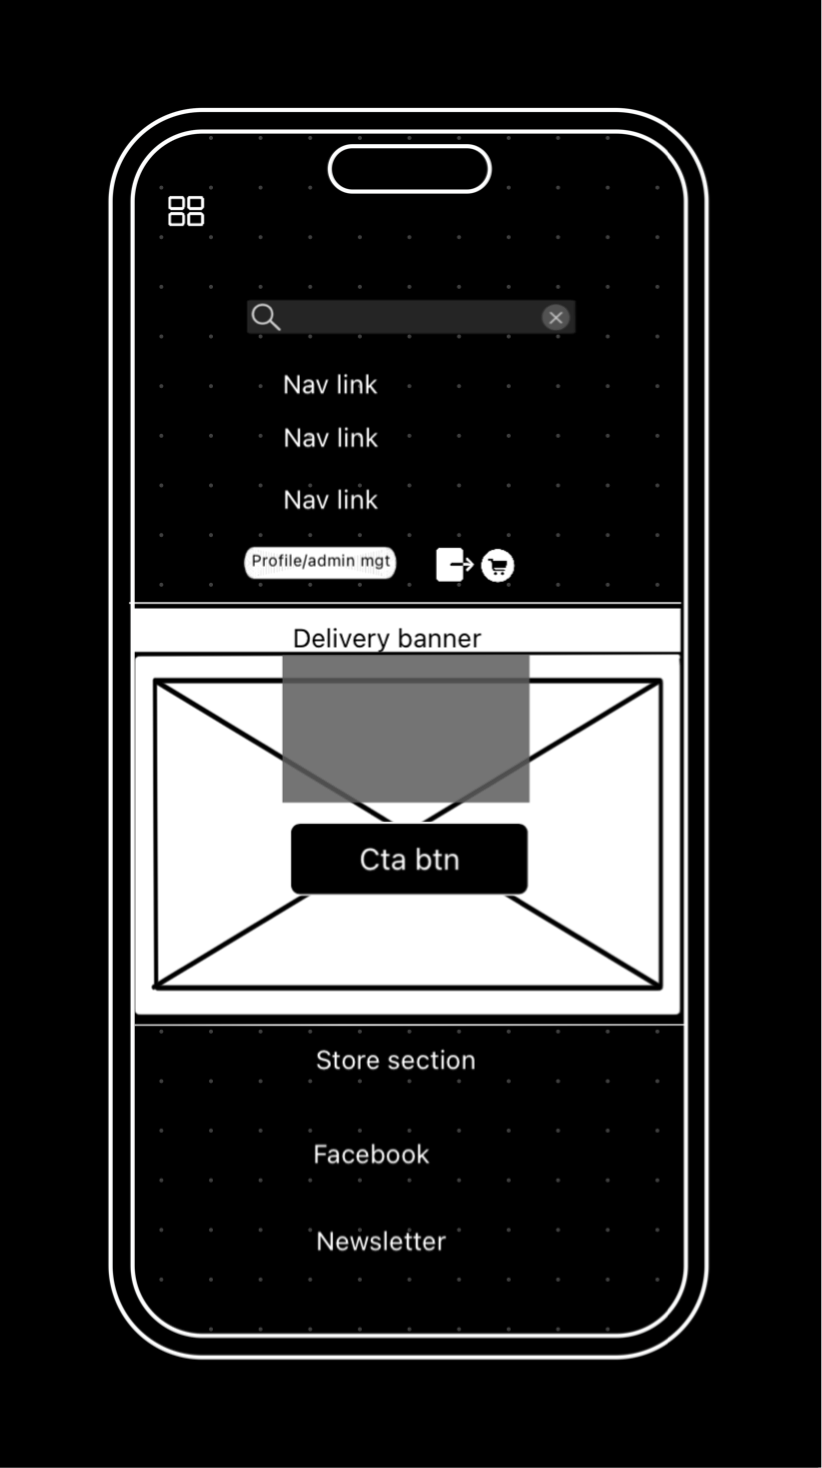 Nav link
Nav link
Nav link
Profile/admin mgt
Delivery banner
Cta btn
Store section
Facebook
Newsletter